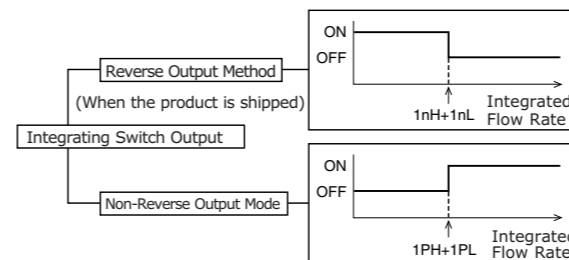 ON
OFF
Reverse Output Method
(When the product is shipped)
1nH+1nL
Integrated
Flow Rate
Integrating Switch Output
ON
OFF
Non-Reverse Output Mode
1PH+1PL
Integrated
Flow Rate